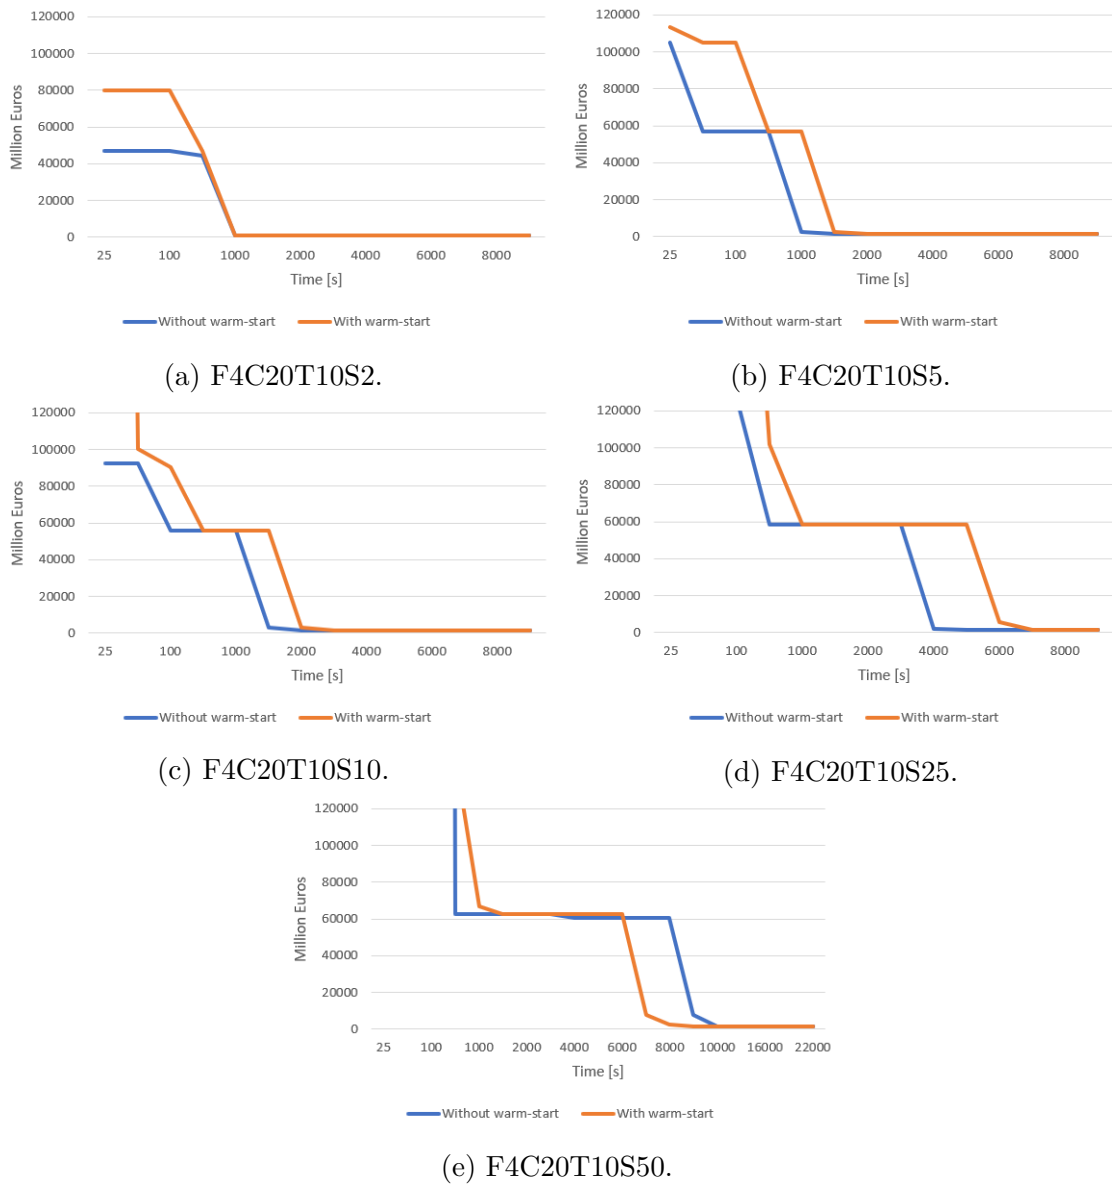 120000
100000
80000
60000
40000
20000
0
Million Euros
25 100 1000 2000 4000 6000 8000
Time [s]
Without warm-start With warm-start
(a) F4C20T10S2.
120000
100000
80000
60000
40000
20000
0
Million Euros
25 100 1000 2000 4000 6000 8000
Time [s]
Without warm-start With warm-start
(b) F4C20T10S5.
120000
100000
80000
60000
40000
20000
0
Million Euros
25 100 1000 2000 4000 6000 8000
Time [s]
Without warm-start With warm-start
(c) F4C20T10S10.
120000
100000
80000
60000
40000
20000
0
Million Euros
25 100 1000 2000 4000 6000 8000
Time [s]
Without warm-start With warm-start
(d) F4C20T10S25.
120000
100000
80000
60000
40000
20000
0
Million Euros
25 100 1000 2000 4000 6000 8000 10000 16000 22000
Time [s]
Without warm-start With warm-start
(e) F4C20T10S50.